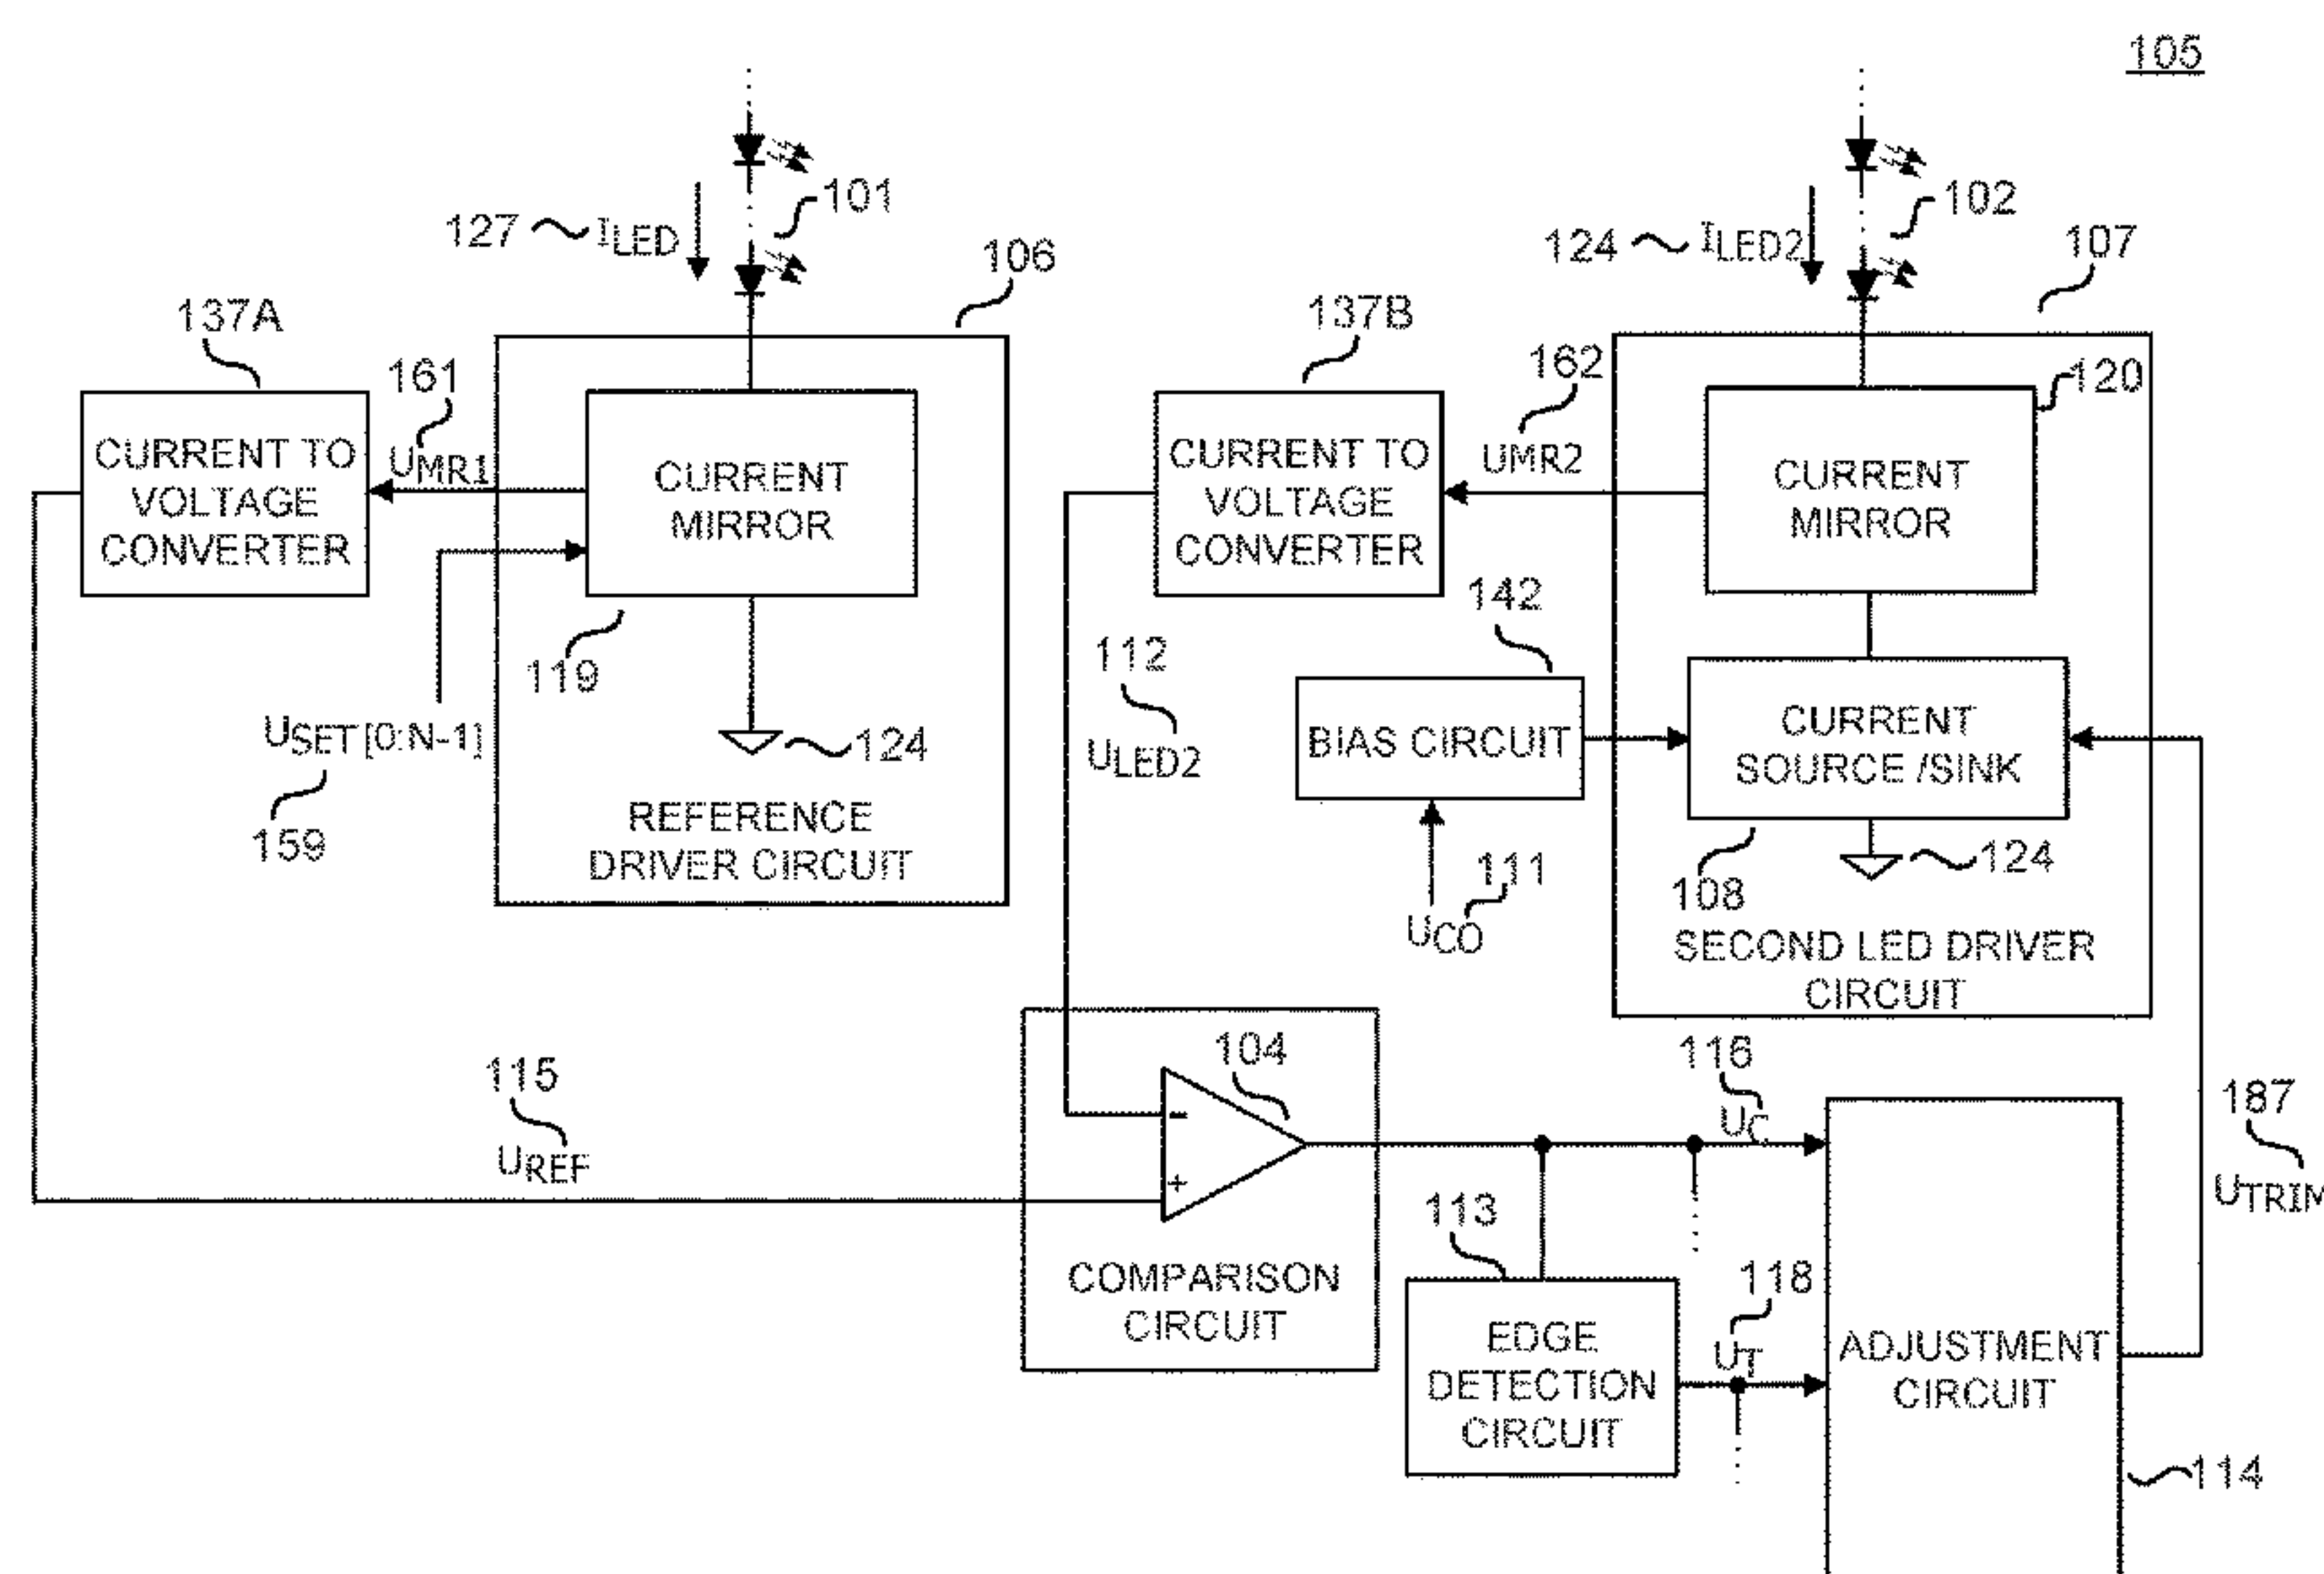 105
101
127
ILED
106
102
124
ILED2
107
137A
CURRENT TO
VOLTAGE
CONVERTER
161
UMR1
CURRENT
MIRROR
119
USET [0:N-1]
159
124
REFERENCE
DRIVER CIRCUIT
137B
CURRENT TO
VOLTAGE
CONVERTER
162
UMR2
120
CURRENT
MIRROR
142
BIAS CIRCUIT
112
ULED2
111
UCO
CURRENT
SOURCE /SINK
108
124
SECOND LED DRIVER
CIRCUIT
115
UREF
104
-
+
COMPARISON
CIRCUIT
116
UC
113
EDGE
DETECTION
CIRCUIT
118
UT
ADJUSTMENT
CIRCUIT
187
UTRIM
114